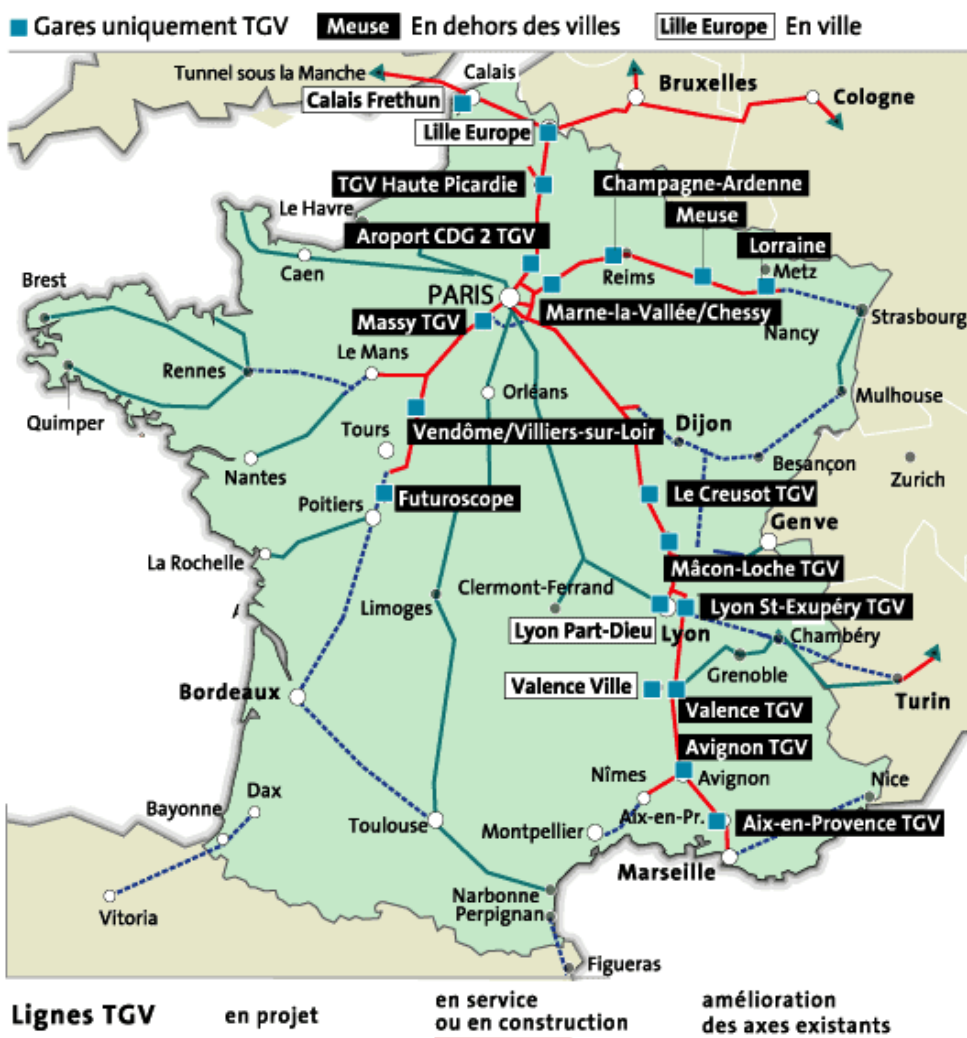 Gares uniquement TGV
Meuse
En dehors des villes
Lille Europe
En ville
Tunnel sous la Manche
Calais
Bruxelles
Cologne
Calais Frethun
Lille Europe
TGV Haute Picardie
Champagne-Ardenne
Meuse
Lorraine
Le Havre
Aroport CDG 2 TGV
Caen
Reims
Metz
Brest
PARIS
Marne-la-Vallée/Chessy
Massy TGV
Nancy
Strasbourg
Le Mans
Rennes
Orléans
Mulhouse
Quimper
Tours
Vendôme/Villiers-sur-Loir
Dijon
Besançon
Zurich
Nantes
Poitiers
Futuroscope
Le Creusot TGV
Genve
La Rochelle
Mâcon-Loche TGV
Clermont-Ferrand
Limoges
Lyon Part-Dieu
Lyon
Lyon St-Exupéry TGV
Chambéry
Grenoble
Turin
Bordeaux
Valence Ville
Valence TGV
Avignon TGV
Nîmes
Avignon
Nice
Dax
Bayonne
Toulouse
Montpellier
Aix-en-Pr.
Aix-en-Provence TGV
Marseille
Vitoria
Narbonne
Perpignan
Figueras
Lignes TGV
en projet
en service
ou en construction
amélioration
des axes existants